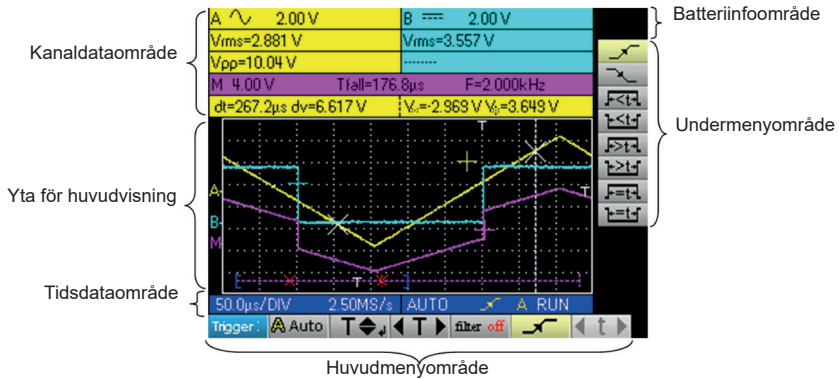 Kanaldataområde
Yta för huvudvisning
Tidsdataområde
A 2.00 V B 2.00 V
Vrms=2.881 V Vrms=3.557 V
Vpp=10.04 V --------
M 4.00 V Tfall=176.8µs F=2.000kHz
dt=267.2µs dv=6.617 V
T
A
B
M
T
T
50.0µs/DIV 2.50MS/s AUTO A RUN
Trigger: A Auto T T filter off t
t<t
t<t
t>t
t>t
t=t
t=t
Batteriinfoområde
Undermenyområde
Huvudmenyområde